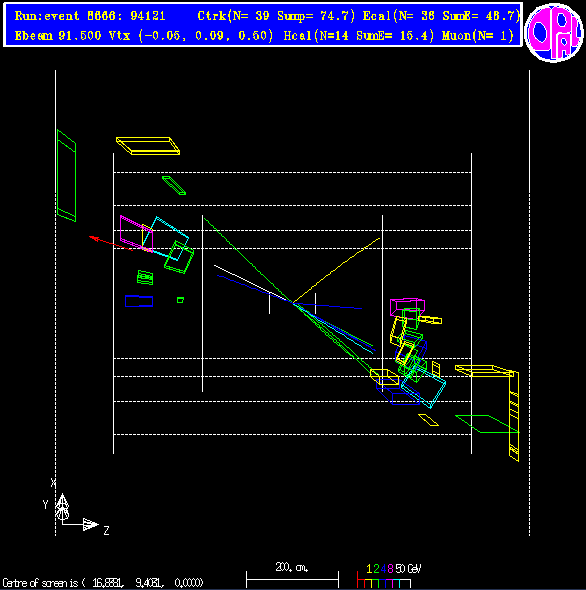 Run:event 8666: 94121 Ctrk(N= 39 Sump= 74.7) Ecal(N= 36 SumE= 48.7)
Ebeam 91.500 Vtx (-0.05, 0.09, 0.50) Hcal(N=14 SumE= 15.4) Muon(N= 1)
OPAL
X
Y
Z
200. cm.
1 2 4 8 50 GeV
Centre of screen is ( 16.8881, 9.4081, 0.0000)